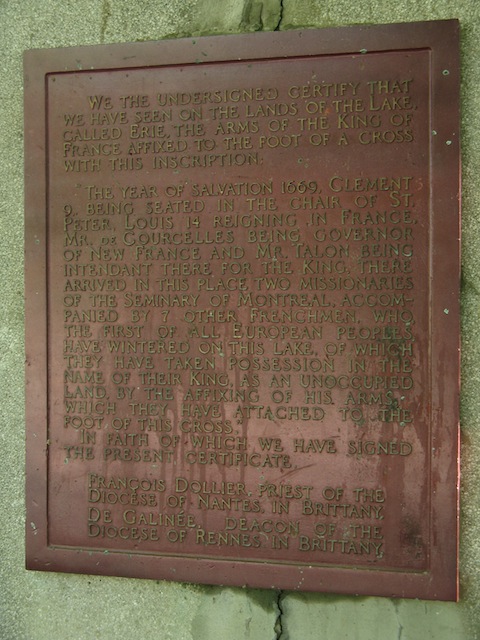 WE THE UNDERSIGNED CERTIFY THAT
WE HAVE SEEN ON THE LANDS OF THE LAKE,
CALLED ERIE, THE ARMS OF THE KING OF
FRANCE AFFIXED TO THE FOOT OF A CROSS
WITH THIS INSCRIPTION:
THE YEAR OF SALVATION 1669, CLEMENT
9. BEING SEATED IN THE CHAIR OF ST.
PETER, LOUIS 14 REIGNING IN FRANCE,
MR. DE COURCELLES BEING GOVERNOR
OF NEW FRANCE AND MR. TALON BEING
INTENDANT THERE FOR THE KING, THERE
ARRIVED IN THIS PLACE TWO MISSIONARIES
OF THE SEMINARY OF MONTREAL, ACCOM-
PANIED BY 7 OTHER FRENCHMEN, WHO,
THE FIRST OF ALL EUROPEAN PEOPLES
HAVE WINTERED ON THIS LAKE, OF WHICH
THEY HAVE TAKEN POSSESSION IN THE
NAME OF THEIR KING, AS AN UNOCCUPIED
LAND, BY THE AFFIXING OF HIS ARMS,
WHICH THEY HAVE ATTACHED TO THE
FOOT OF THIS CROSS.
IN FAITH OF WHICH WE HAVE SIGNED
THE PRESENT CERTIFICATE.
FRANÇOIS DOLLIER, PRIEST OF THE
DIOCESE OF NANTES, IN BRITTANY,
DE GALINÉE, DEACON OF THE
DIOCESE OF RENNES IN BRITTANY.